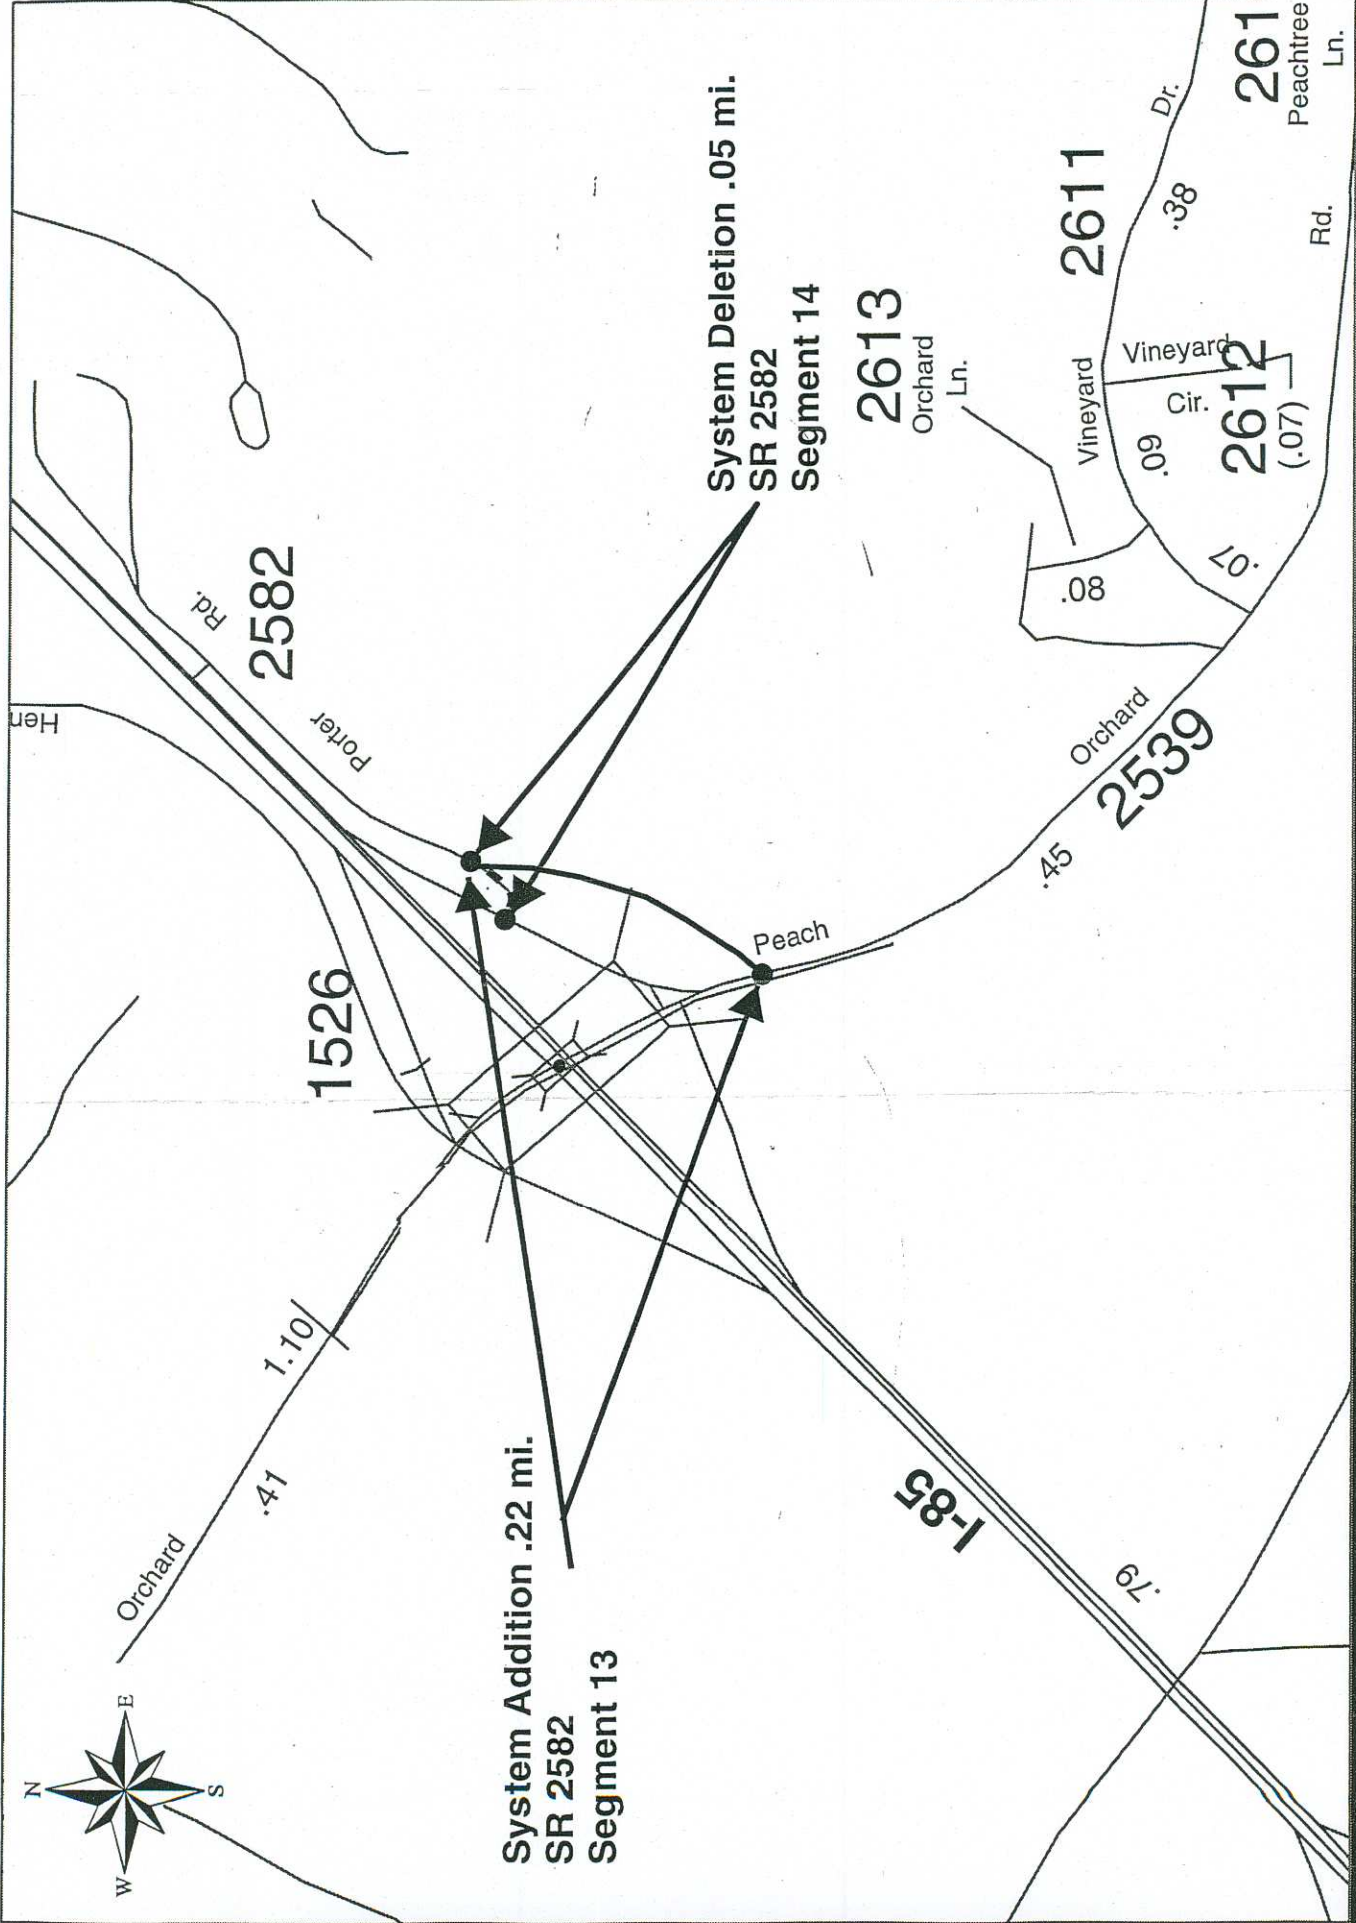 N
W
E
S
Orchard
.41
1.10
System Addition .22 mi.
SR 2582
Segment 13
1526
Hen
Rd.
2582
Porter
System Deletion .05 mi.
SR 2582
Segment 14
2613
Orchard
Ln.
2611
Dr.
.38
261
Peachtree
Ln.
Vineyard
Vineyard
Cir.
2612
(.07)
.09
.07
.08
Rd.
Orchard
2539
.45
Peach
I-85
.79